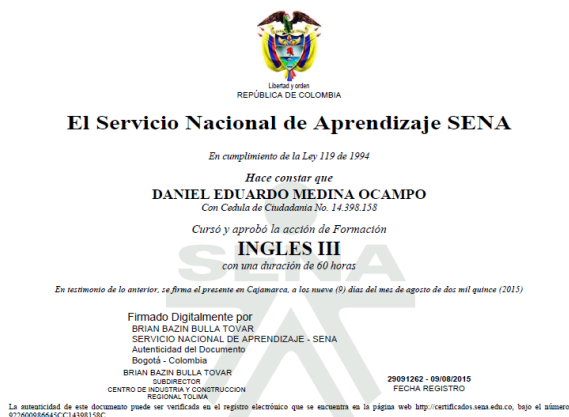 Libertad y orden
REPÚBLICA DE COLOMBIA
El Servicio Nacional de Aprendizaje SENA
En cumplimiento de la Ley 119 de 1994
Hace constar que
DANIEL EDUARDO MEDINA OCAMPO
Con Cedula de Ciudadania No. 14.398.158
Cursó y aprobó la acción de Formación
INGLES III
con una duración de 60 horas
SENA
En testimonio de lo anterior, se firma el presente en Cajamarca, a los nueve (9) días del mes de agosto de dos mil quince (2015)
Firmado Digitalmente por
BRIAN BAZIN BULLA TOVAR
SERVICIO NACIONAL DE APRENDIZAJE - SENA
Autenticidad del Documento
Bogotá - Colombia
BRIAN BAZIN BULLA TOVAR
SUBDIRECTOR
CENTRO DE INDUSTRIA Y CONSTRUCCION
REGIONAL TOLIMA
29091262 - 09/08/2015
FECHA REGISTRO
La autenticidad de este documento puede ser verificada en el registro electrónico que se encuentra en la página web http://certificados.sena.edu.co, bajo el número